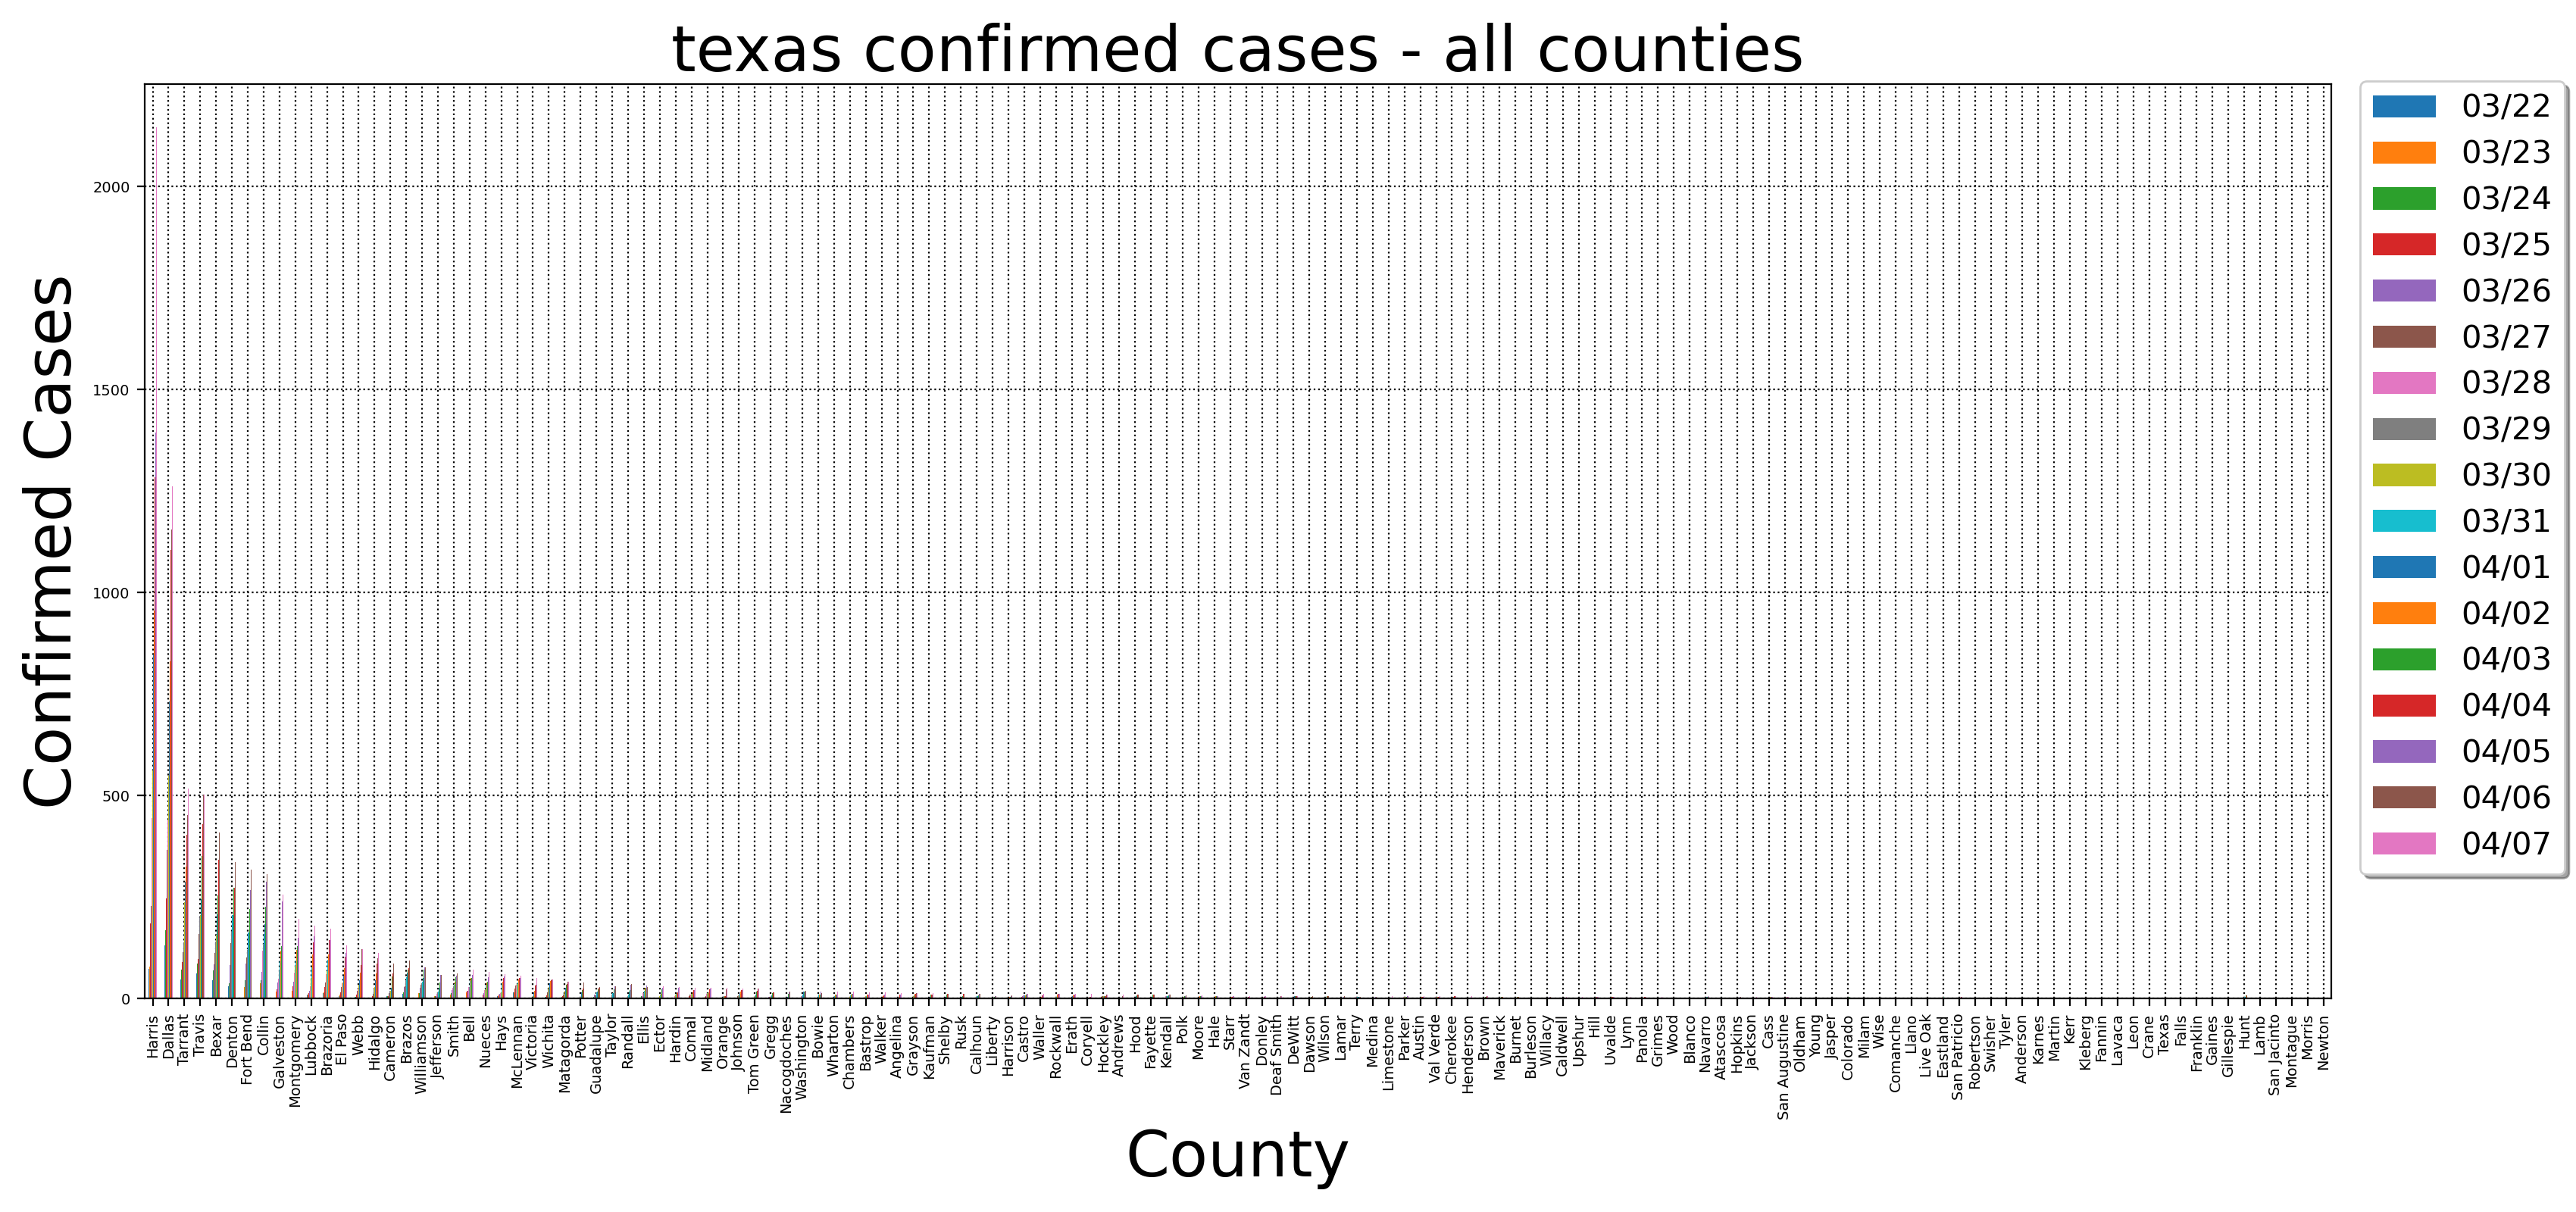 texas confirmed cases - all counties
Confirmed Cases
2000
1500
1000
500
0
Harris
Dallas
Tarrant
Travis
Bexar
Denton
Fort Bend
Collin
Galveston
Montgomery
Lubbock
Brazoria
El Paso
Webb
Hidalgo
Cameron
Brazos
Williamson
Jefferson
Smith
Bell
Nueces
Hays
McLennan
Victoria
Wichita
Matagorda
Potter
Guadalupe
Taylor
Randall
Ellis
Ector
Hardin
Comal
Midland
Orange
Johnson
Tom Green
Gregg
Nacogdoches
Washington
Bowie
Wharton
Chambers
Bastrop
Walker
Angelina
Grayson
Kaufman
Shelby
Rusk
Calhoun
Liberty
Harrison
Castro
Waller
Rockwall
Erath
Coryell
Hockley
Andrews
Hood
Fayette
Kendall
Polk
Moore
Hale
Starr
Van Zandt
Donley
Deaf Smith
DeWitt
Dawson
Wilson
Lamar
Terry
Medina
Limestone
Parker
Austin
Val Verde
Cherokee
Henderson
Brown
Maverick
Burnet
Burleson
Willacy
Caldwell
Upshur
Hill
Uvalde
Lynn
Panola
Grimes
Wood
Blanco
Navarro
Atascosa
Hopkins
Jackson
Cass
San Augustine
Oldham
Young
Jasper
Colorado
Milam
Wise
Comanche
Llano
Live Oak
Eastland
San Patricio
Robertson
Swisher
Tyler
Anderson
Karnes
Martin
Kerr
Kleberg
Fannin
Lavaca
Leon
Crane
Texas
Falls
Franklin
Gaines
Gillespie
Hunt
Lamb
San Jacinto
Montague
Morris
Newton
County
03/22
03/23
03/24
03/25
03/26
03/27
03/28
03/29
03/30
03/31
04/01
04/02
04/03
04/04
04/05
04/06
04/07